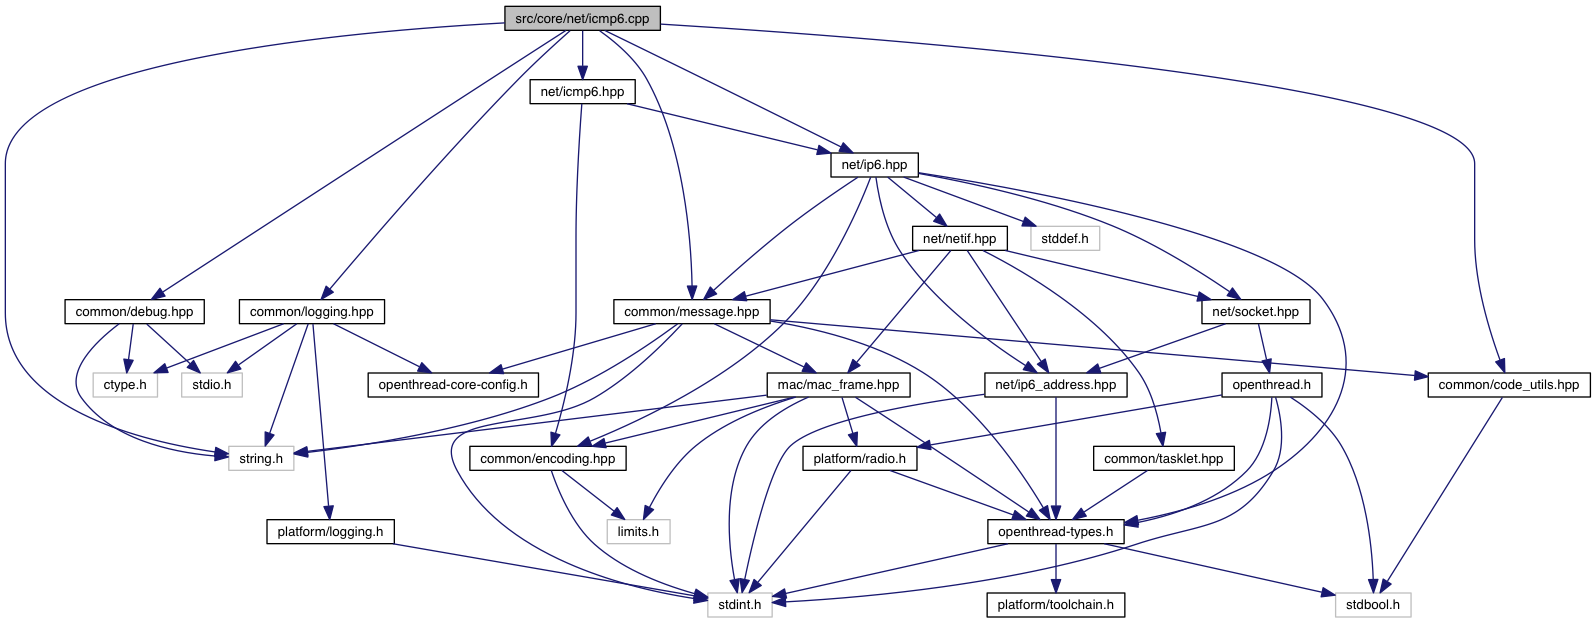 src/core/net/icmp6.cpp
net/icmp6.hpp
net/ip6.hpp
net/netif.hpp
stddef.h
common/debug.hpp
common/logging.hpp
common/message.hpp
net/socket.hpp
ctype.h
stdio.h
openthread-core-config.h
mac/mac_frame.hpp
net/ip6_address.hpp
openthread.h
common/code_utils.hpp
string.h
common/encoding.hpp
platform/radio.h
common/tasklet.hpp
platform/logging.h
limits.h
openthread-types.h
stdint.h
platform/toolchain.h
stdbool.h